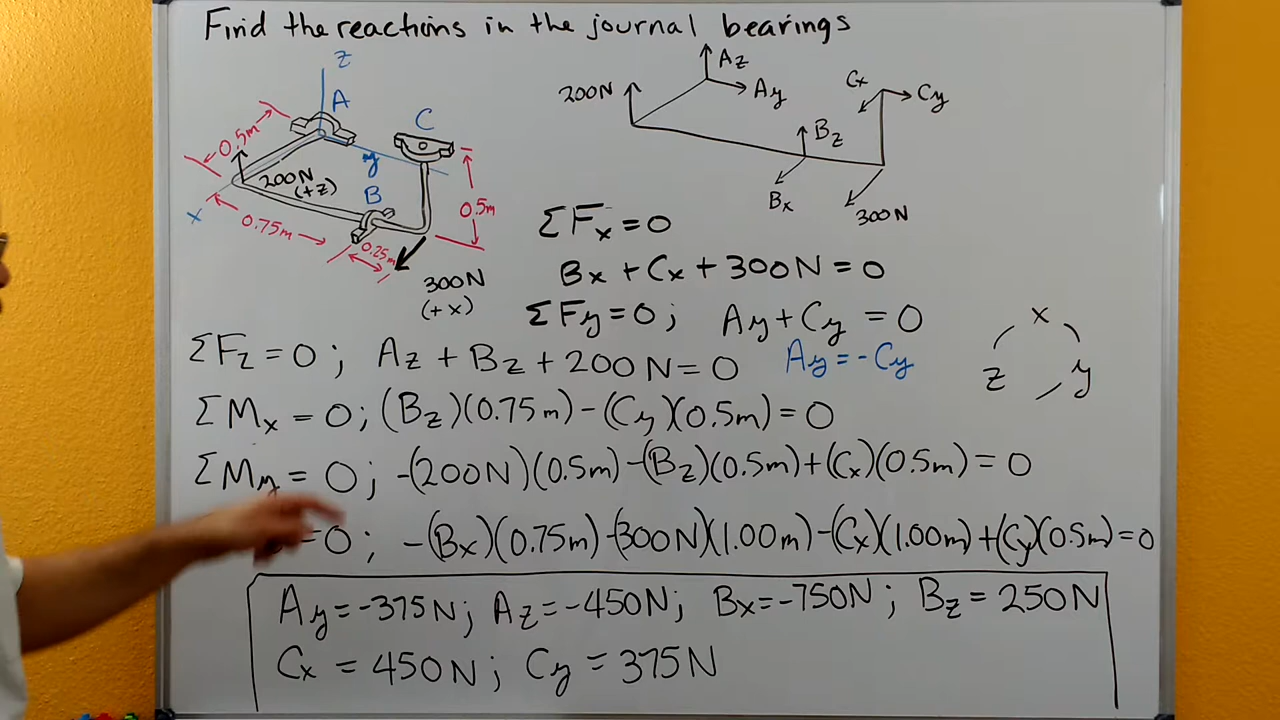 Find the reactions in the journal bearings
z
A
C
0.5m
y
200N
(+z)
B
x
0.75m
0.25m
0.5m
300N
(+x)
200N
Az
Ay
Cx
Cy
Bz
Bx
300N
ΣFx = 0
Bx + Cx + 300N = 0
ΣFy = 0; Ay + Cy = 0
Ay = -Cy
x
z y
ΣFz = 0; Az + Bz + 200N = 0
ΣMx = 0; (Bz)(0.75m) - (Cy)(0.5m) = 0
ΣMy = 0; -(200N)(0.5m) - (Bz)(0.5m) + (Cx)(0.5m) = 0
=0; -(Bx)(0.75m) -(300N)(1.00m) -(Cx)(1.00m) +(Cy)(0.5m) = 0
Ay = -375N; Az = -450N; Bx = -750N; Bz = 250N
Cx = 450N; Cy = 375N